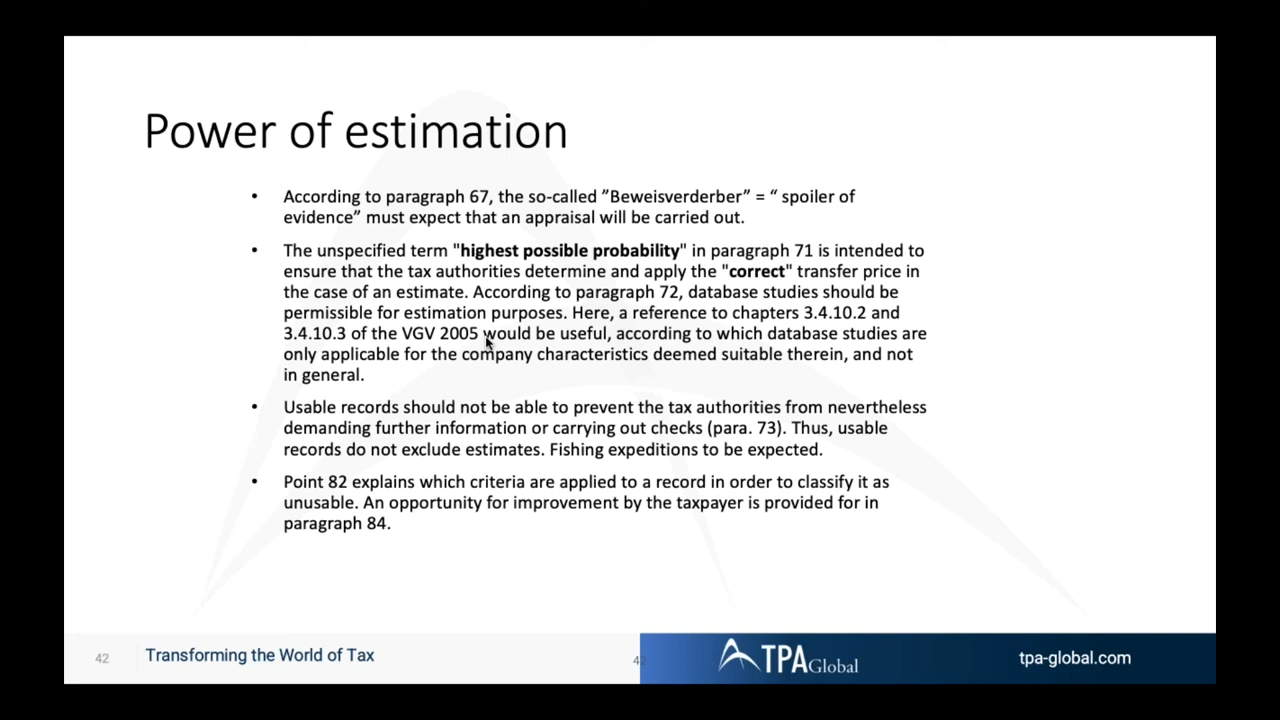 Power of estimation
• According to paragraph 67, the so-called ”Beweisverderber” = “ spoiler of
evidence” must expect that an appraisal will be carried out.
• The unspecified term "highest possible probability" in paragraph 71 is intended to
ensure that the tax authorities determine and apply the "correct" transfer price in
the case of an estimate. According to paragraph 72, database studies should be
permissible for estimation purposes. Here, a reference to chapters 3.4.10.2 and
3.4.10.3 of the VGV 2005 would be useful, according to which database studies are
only applicable for the company characteristics deemed suitable therein, and not
in general.
• Usable records should not be able to prevent the tax authorities from nevertheless
demanding further information or carrying out checks (para. 73). Thus, usable
records do not exclude estimates. Fishing expeditions to be expected.
• Point 82 explains which criteria are applied to a record in order to classify it as
unusable. An opportunity for improvement by the taxpayer is provided for in
paragraph 84.
42
Transforming the World of Tax
TPA Global
tpa-global.com